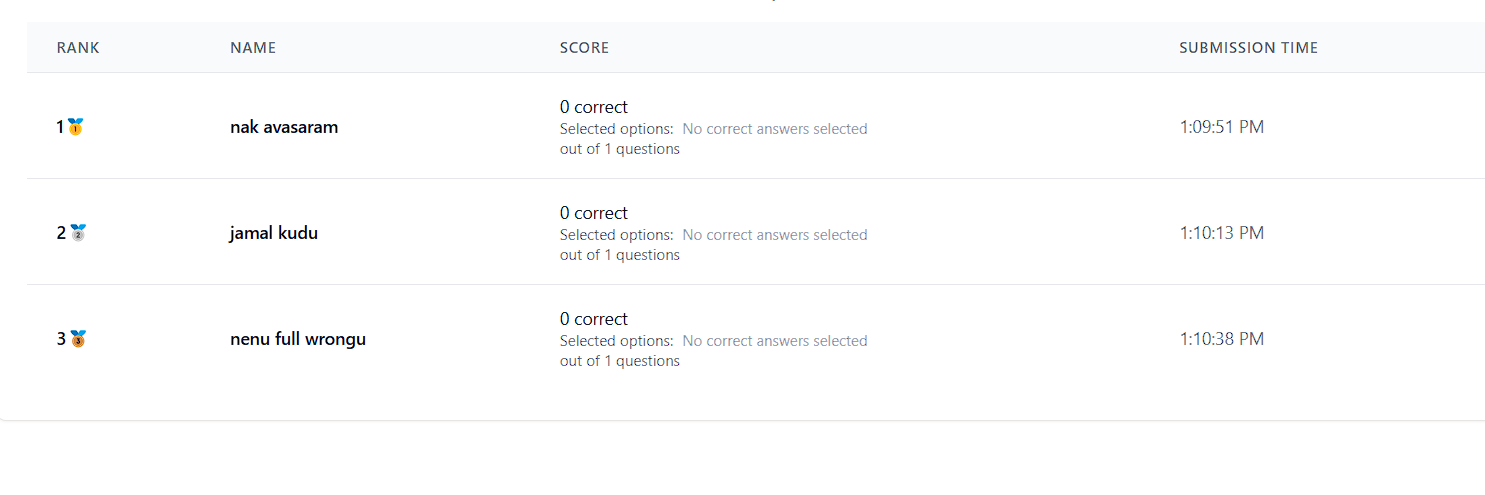 RANK NAME SCORE SUBMISSION TIME
0 correct
1 🥇 nak avasaram Selected options: No correct answers selected 1:09:51 PM
out of 1 questions
0 correct
2 🥈 jamal kudu Selected options: No correct answers selected 1:10:13 PM
out of 1 questions
0 correct
3 🥉 nenu full wrongu Selected options: No correct answers selected 1:10:38 PM
out of 1 questions